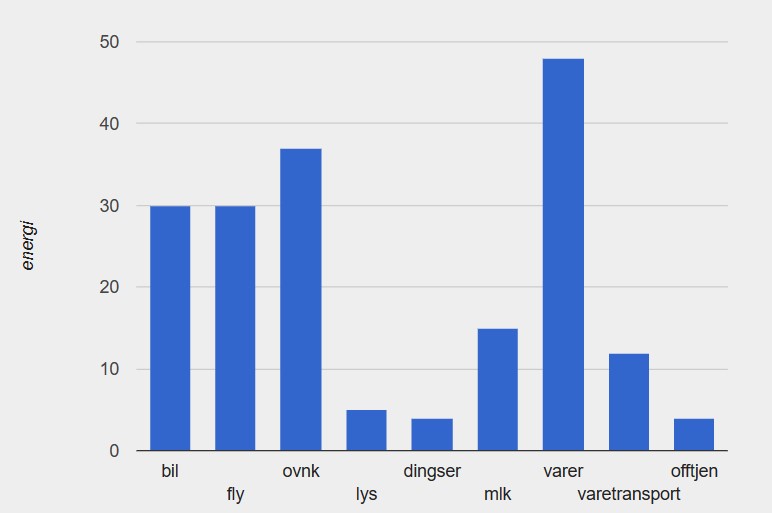 50
40
30
20
10
0
energi
bil
fly
ovnk
lys
dingser
mlk
varer
varetransport
offtjen